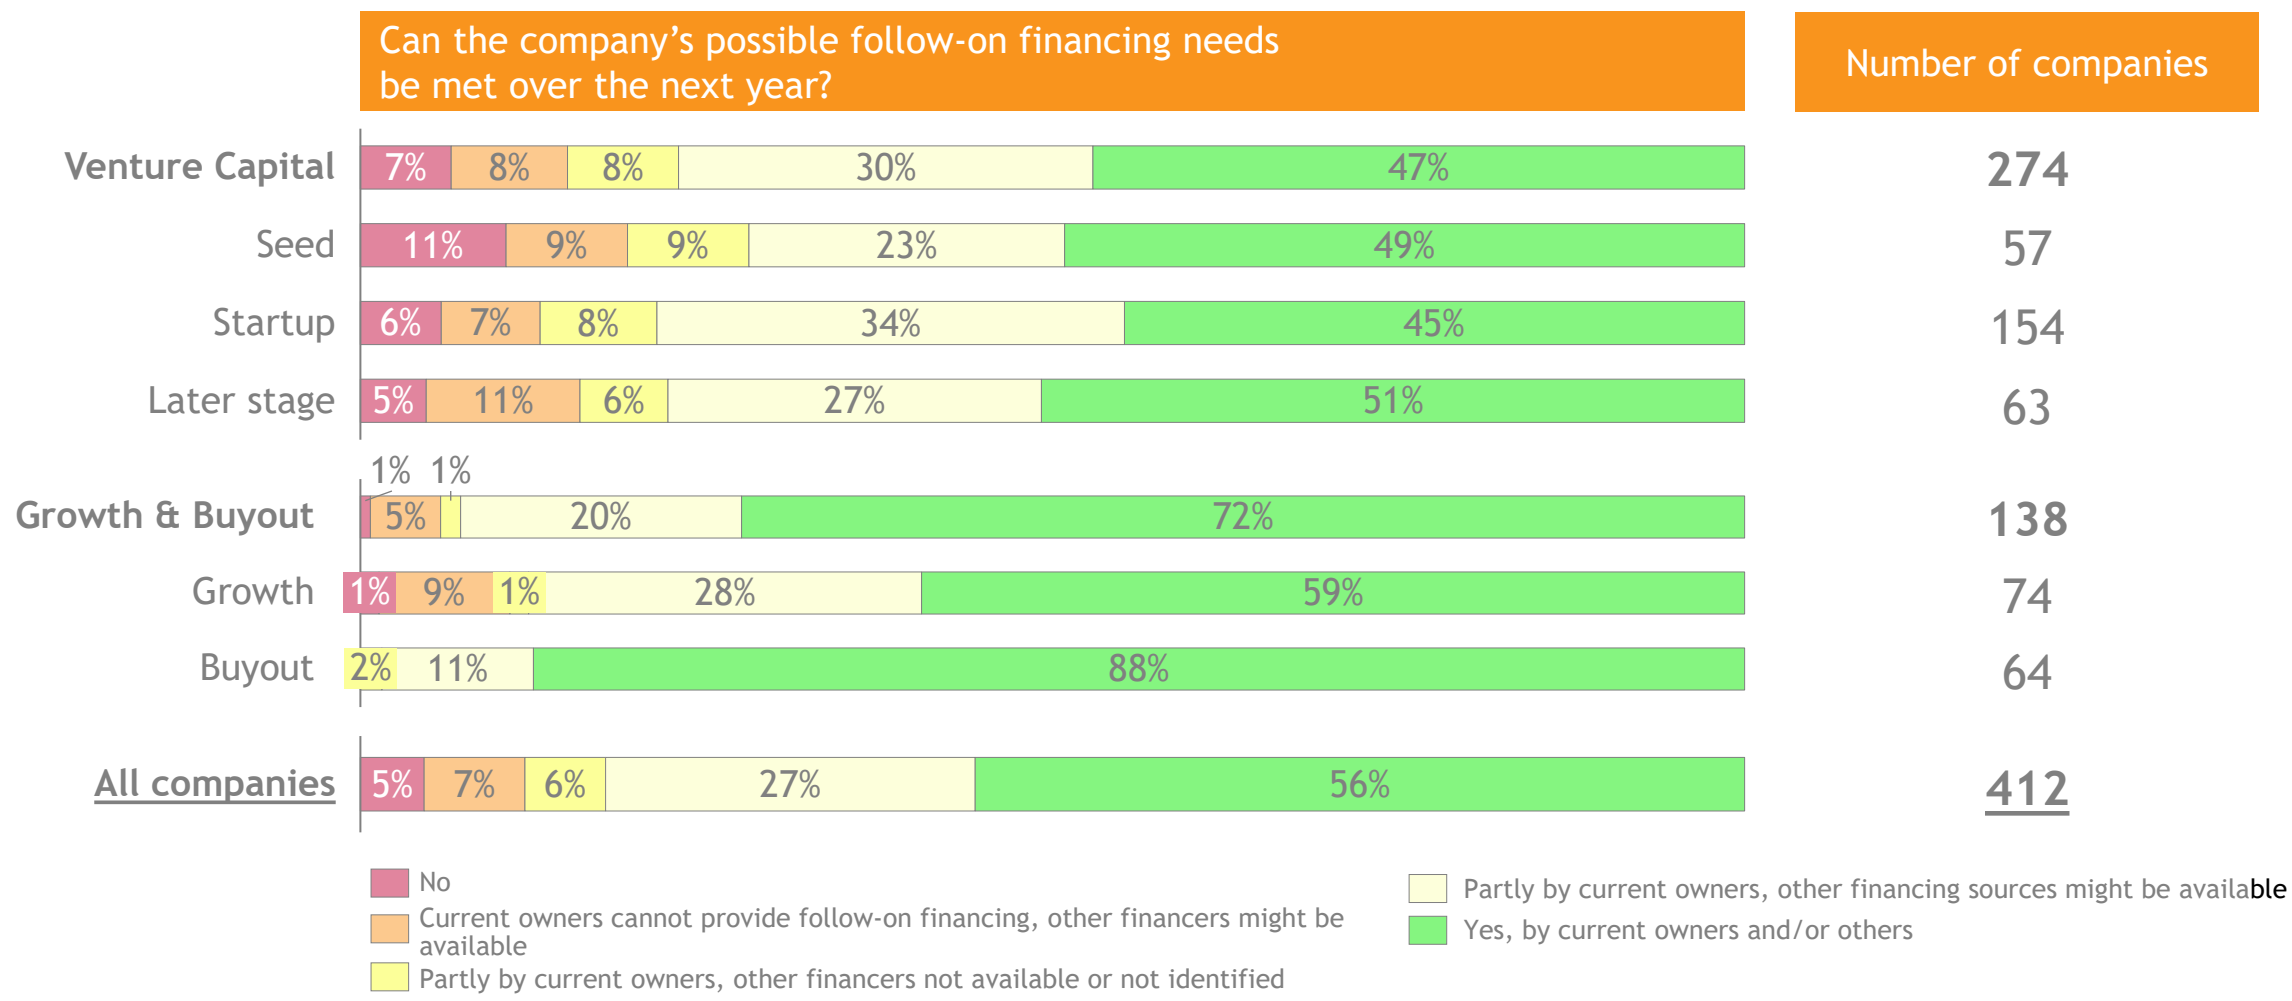 Can the company’s possible follow-on financing needs
be met over the next year?
Number of companies
Venture Capital 7% 8% 8% 30% 47% 274
Seed 11% 9% 9% 23% 49% 57
Startup 6% 7% 8% 34% 45% 154
Later stage 5% 11% 6% 27% 51% 63
1% 1%
Growth & Buyout 5% 20% 72% 138
Growth 1% 9% 1% 28% 59% 74
Buyout 2% 11% 88% 64
All companies 5% 7% 6% 27% 56% 412
No
Current owners cannot provide follow-on financing, other financers might be
available
Partly by current owners, other financers not available or not identified
Partly by current owners, other financing sources might be available
Yes, by current owners and/or others